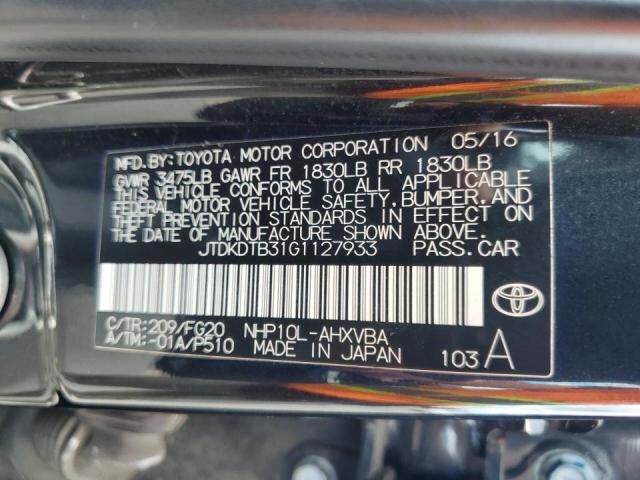 MFD.BY:TOYOTA MOTOR CORPORATION 05/16
GVWR 3475LB GAWR FR 1830LB RR 1830LB
THIS VEHICLE CONFORMS TO ALL APPLICABLE
FEDERAL MOTOR VEHICLE SAFETY,BUMPER,AND
THEFT PREVENTION STANDARDS IN EFFECT ON
THE DATE OF MANUFACTURE SHOWN ABOVE.
JTDKDTB31G1127933 PASS.CAR
C/TR:209/FG20 NHP10L-AHXVBA
A/TM:-01A/P510 MADE IN JAPAN 103 A